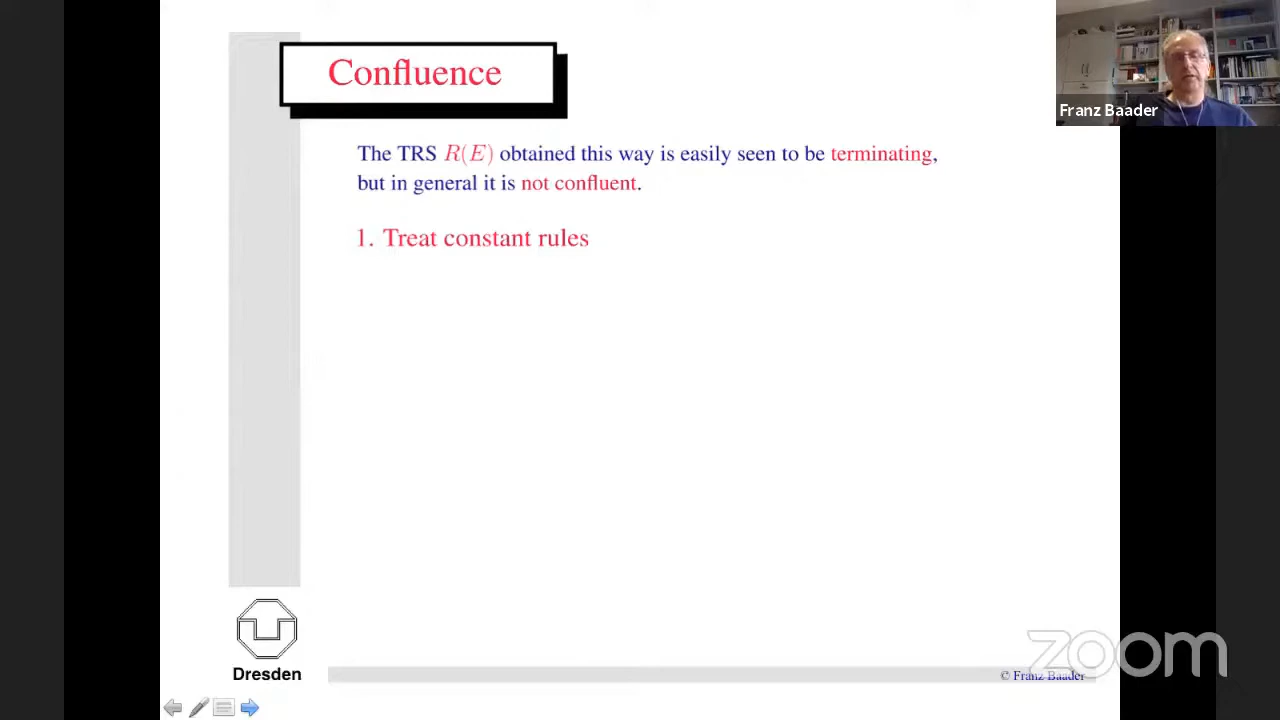 Confluence
Franz Baader
The TRS R(E) obtained this way is easily seen to be terminating,
but in general it is not confluent.
1. Treat constant rules
Dresden
© Franz Baader
zoom